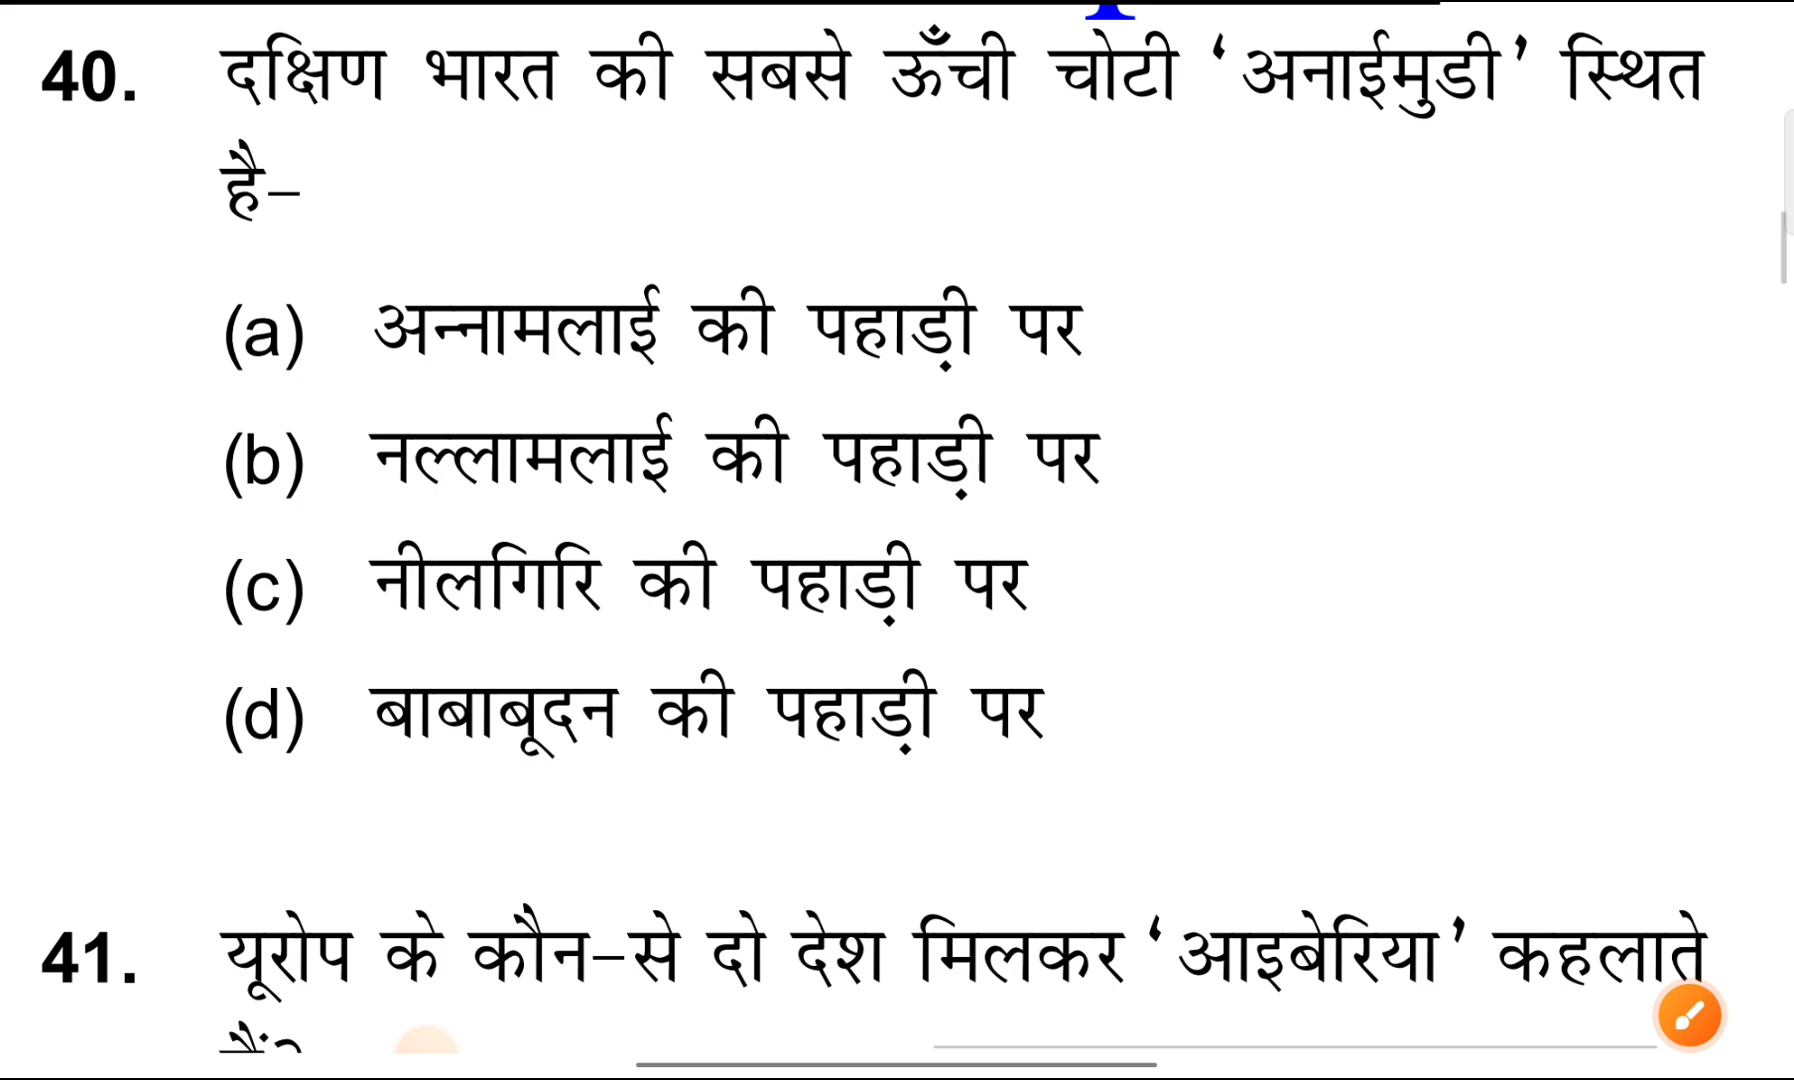 40. दक्षिण भारत की सबसे ऊँची चोटी ‘अनाईमुडी’ स्थित
है–
(a) अन्नामलाई की पहाड़ी पर
(b) नल्लामलाई की पहाड़ी पर
(c) नीलगिरि की पहाड़ी पर
(d) बाबाबूदन की पहाड़ी पर
41. यूरोप के कौन–से दो देश मिलकर ‘आइबेरिया’ कहलाते